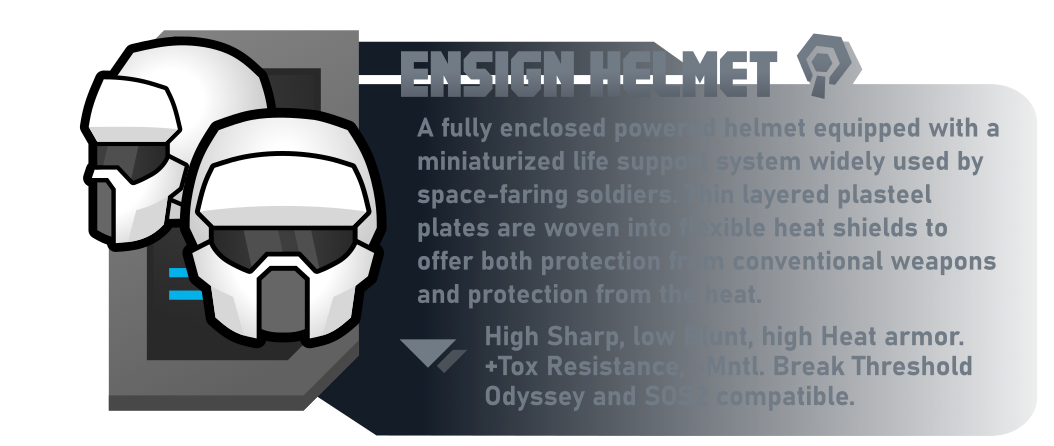 ENSIGN HELMET
A fully enclosed powered helmet equipped with a
miniaturized life support system widely used by
space-faring soldiers. Thin layered plasteel
plates are woven into flexible heat shields to
offer both protection from conventional weapons
and protection from the heat.
High Sharp, low Blunt, high Heat armor.
+Tox Resistance, Mntl. Break Threshold
Odyssey and SOS2 compatible.